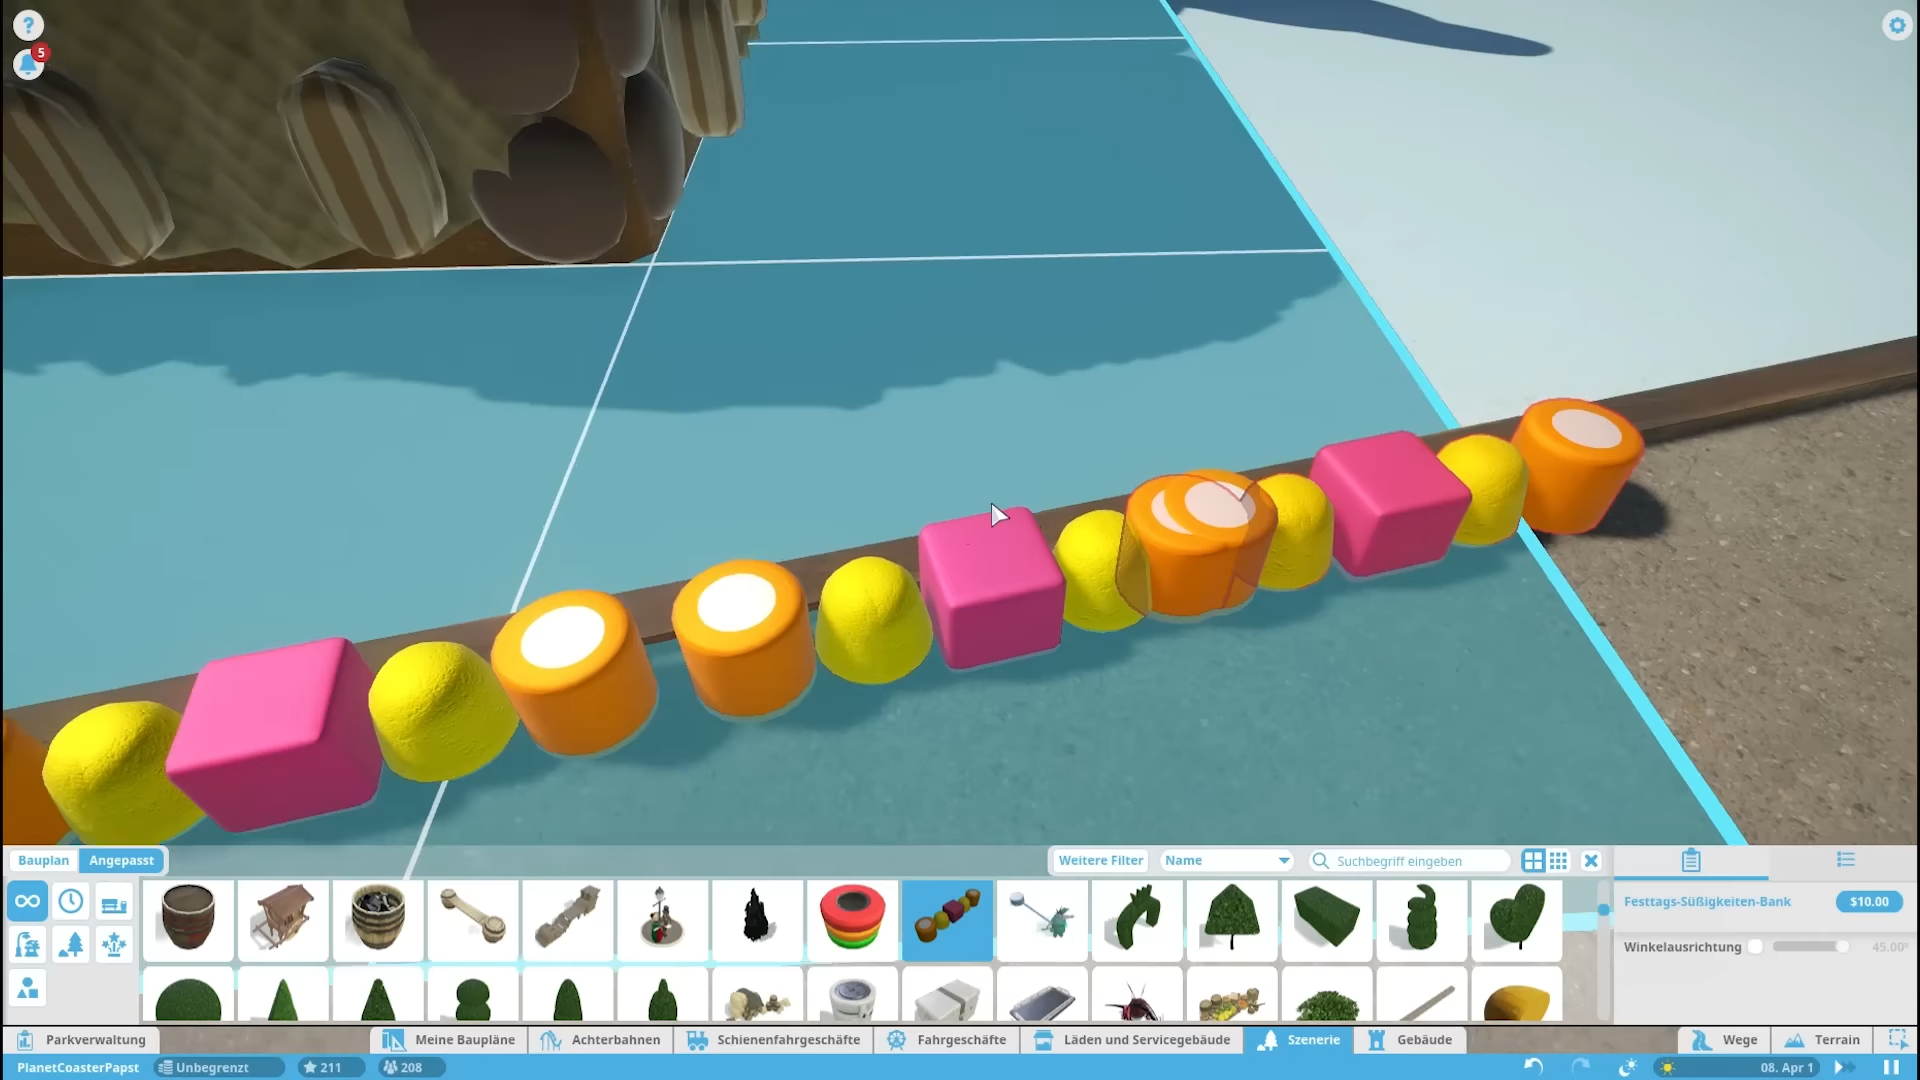 ?
5
Bauplan
Angepasst
Weitere Filter
Name
Suchbegriff eingeben
Festtags-Süßigkeiten-Bank
$10.00
Winkelausrichtung
45.00°
Parkverwaltung
Meine Baupläne
Achterbahnen
Schienenfahrgeschäfte
Fahrgeschäfte
Läden und Servicegebäude
Szenerie
Gebäude
Wege
Terrain
PlanetCoasterPapst
Unbegrenzt
211
208
08. Apr 1